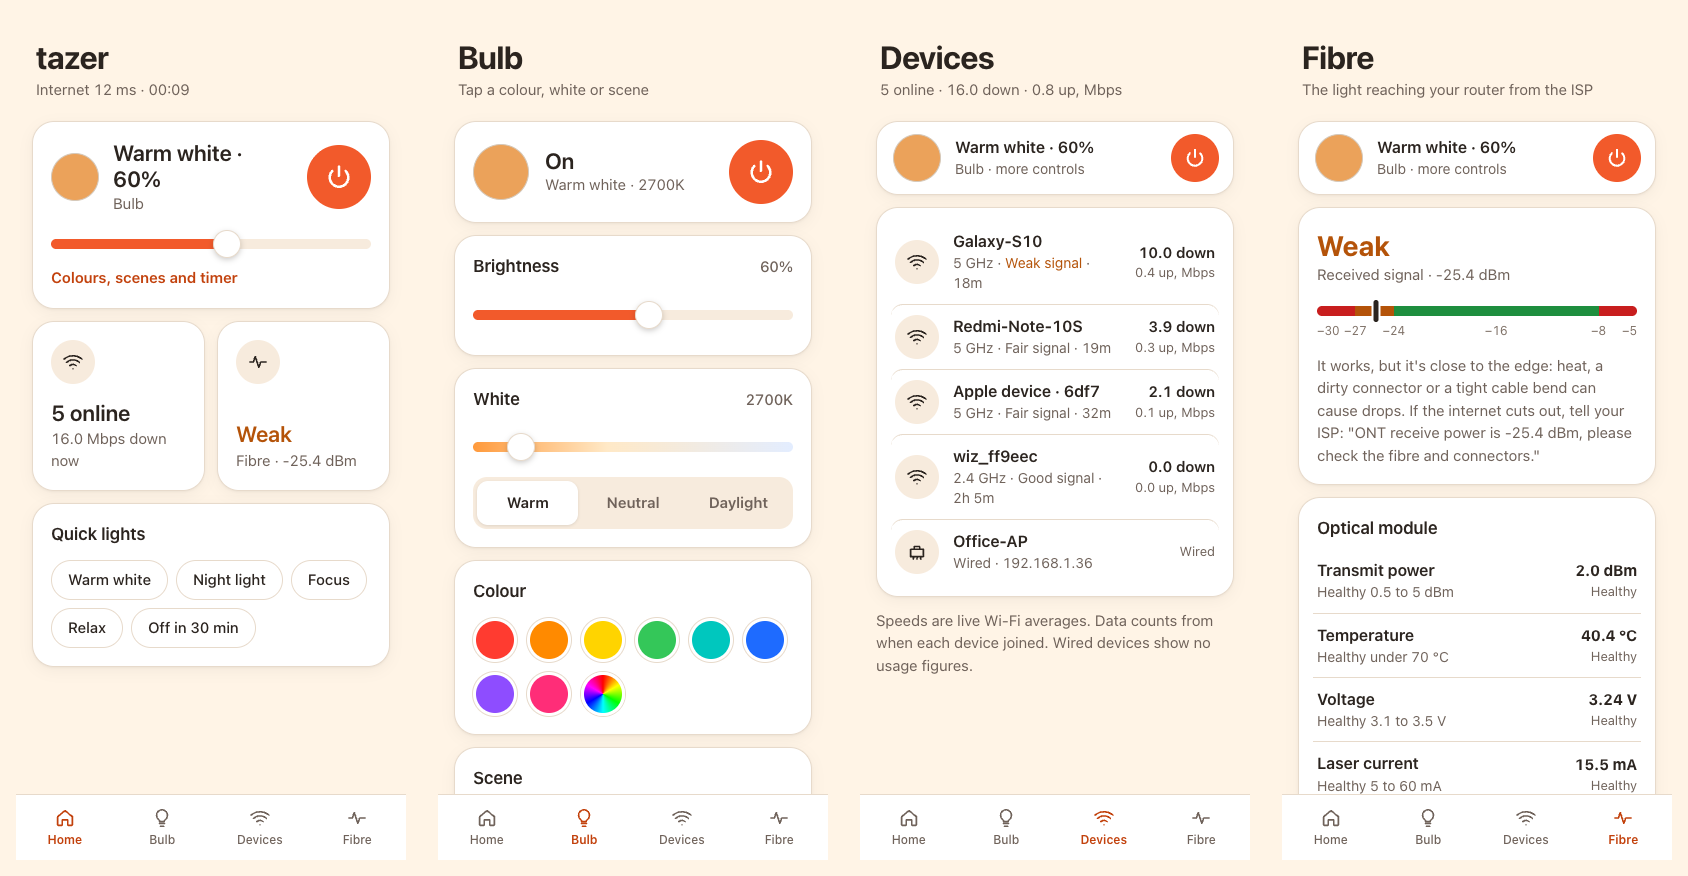 tazer
Internet 12 ms · 00:09
Warm white ·
60%
Bulb
Colours, scenes and timer
5 online
16.0 Mbps down
now
Weak
Fibre · -25.4 dBm
Quick lights
Warm white
Night light
Focus
Relax
Off in 30 min
Home
Bulb
Devices
Fibre
Bulb
Tap a colour, white or scene
On
Warm white · 2700K
Brightness
60%
White
2700K
Warm
Neutral
Daylight
Colour
Scene
Home
Bulb
Devices
Fibre
Devices
5 online · 16.0 down · 0.8 up, Mbps
Warm white · 60%
Bulb · more controls
Galaxy-S10
5 GHz · Weak signal ·
18m
10.0 down
0.4 up, Mbps
Redmi-Note-10S
5 GHz · Fair signal · 19m
3.9 down
0.3 up, Mbps
Apple device · 6df7
5 GHz · Fair signal · 32m
2.1 down
0.1 up, Mbps
wiz_ff9eec
2.4 GHz · Good signal ·
2h 5m
0.0 down
0.0 up, Mbps
Office-AP
Wired · 192.168.1.36
Wired
Speeds are live Wi-Fi averages. Data counts from
when each device joined. Wired devices show no
usage figures.
Home
Bulb
Devices
Fibre
Fibre
The light reaching your router from the ISP
Warm white · 60%
Bulb · more controls
Weak
Received signal · -25.4 dBm
−30 −27 −24 −16 −8 −5
It works, but it's close to the edge: heat, a
dirty connector or a tight cable bend can
cause drops. If the internet cuts out, tell your
ISP: "ONT receive power is -25.4 dBm, please
check the fibre and connectors."
Optical module
Transmit power
Healthy 0.5 to 5 dBm
2.0 dBm
Healthy
Temperature
Healthy under 70 °C
40.4 °C
Healthy
Voltage
Healthy 3.1 to 3.5 V
3.24 V
Healthy
Laser current
Healthy 5 to 60 mA
15.5 mA
Healthy
Home
Bulb
Devices
Fibre